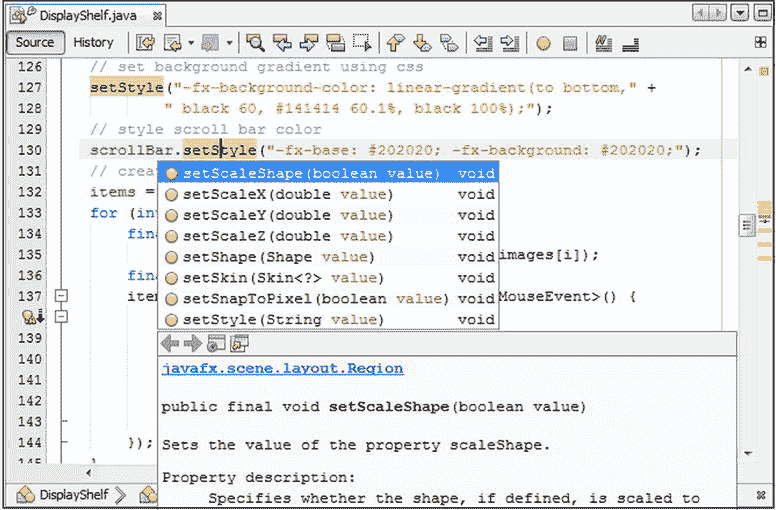 DisplayShelf.java
Source History
126 // set background gradient using css
127 setStyle("-fx-background-color: linear-gradient(to bottom," +
128 " black 60, #141414 60.1%, black 100%);");
129 // style scroll bar color
130 scrollBar.setStyle("-fx-base: #202020; -fx-background: #202020;");
131 // crea
setScaleShape(boolean value) void
132 items =
setScaleX(double value) void
133 for (in
setScaleY(double value) void
134 fina
setScaleZ(double value) void
135 images[i]);
setShape(Shape value) void
136 fina
setSkin(Skin<?> value) void
137 item MouseEvent>() {
setSnapToPixel(boolean value) void
setStyle(String value) void
139
140
javafx.scene.layout.Region
141
142
public final void setScaleShape(boolean value)
143
144 });
Sets the value of the property scaleShape.
145 }
Property description:
DisplayShelf
Specifies whether the shape, if defined, is scaled to